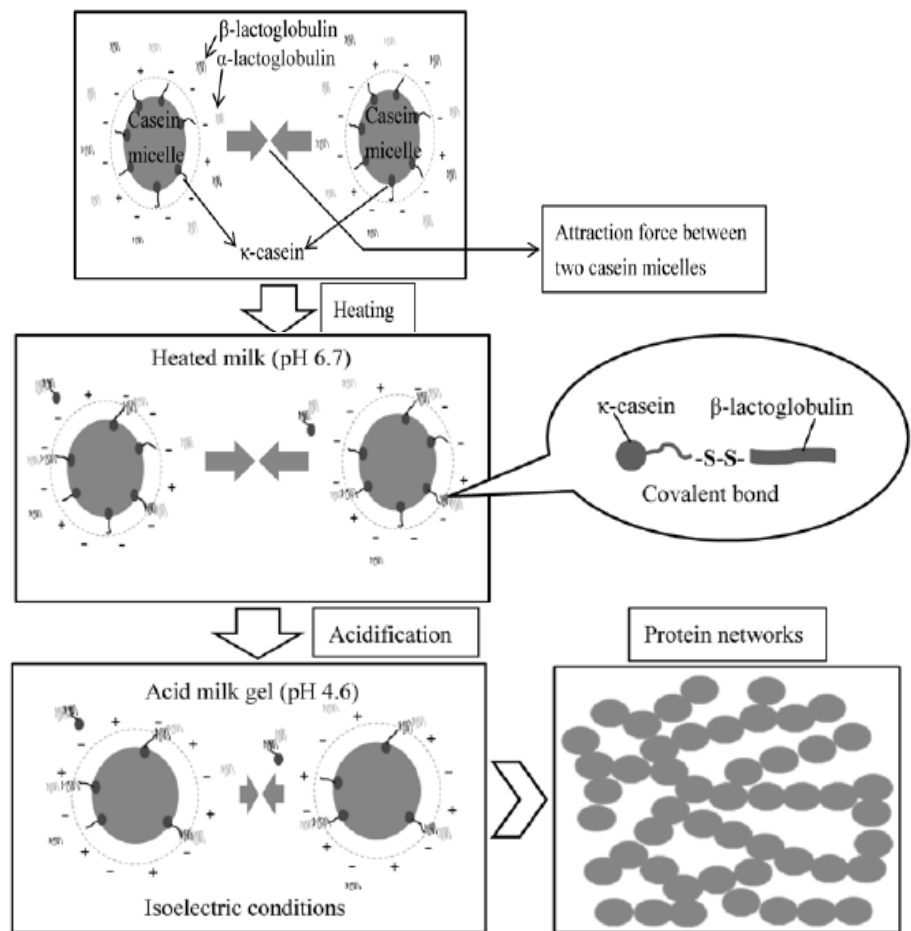 β-lactoglobulin
α-lactoglobulin
Casein
micelle
Casein
micelle
κ-casein
Attraction force between
two casein micelles
Heating
Heated milk (pH 6.7)
κ-casein
β-lactoglobulin
-S-S-
Covalent bond
Acidification
Protein networks
Acid milk gel (pH 4.6)
Isoelectric conditions